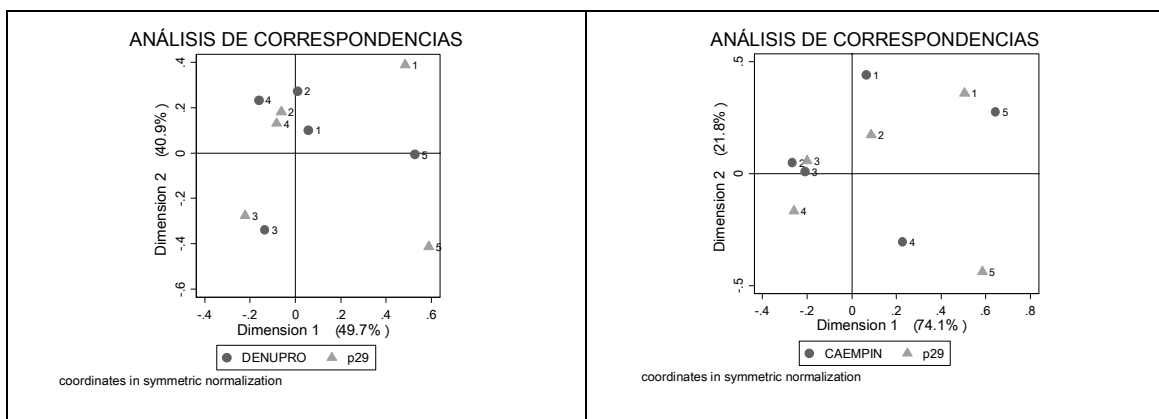 ANÁLISIS DE CORRESPONDENCIAS
.4
.2
0
-.2
-.4
-.6
Dimension 2 (40.9%)
1
2
4
2
4
1
5
3
3
5
-.4 -.2 0 .2 .4 .6
Dimension 1 (49.7%)
DENUPRO p29
coordinates in symmetric normalization
ANÁLISIS DE CORRESPONDENCIAS
.5
0
-.5
Dimension 2 (21.8%)
1
1
5
2
2
3
3
4
4
5
-.4 -.2 0 .2 .4 .6 .8
Dimension 1 (74.1%)
CAEMPIN p29
coordinates in symmetric normalization